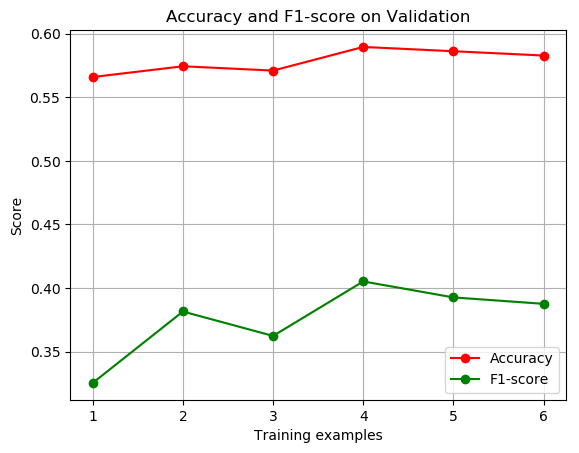 Accuracy and F1-score on Validation
0.60
0.55
0.50
0.45
0.40
0.35
Score
1 2 3 4 5 6
Training examples
Accuracy
F1-score